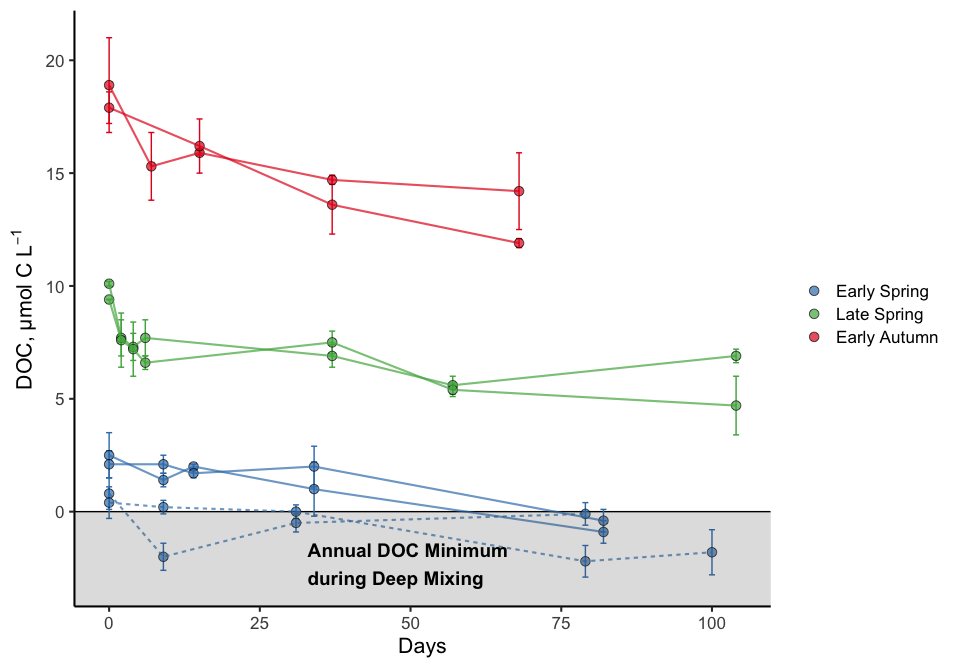 DOC, μmol C L⁻¹
20
15
10
5
0
Annual DOC Minimum
during Deep Mixing
0 25 50 75 100
Days
Early Spring
Late Spring
Early Autumn